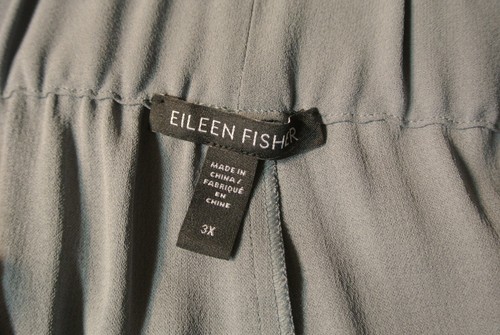 EILEEN FISHER
MADE IN
CHINA /
FABRIQUÉ
EN
CHINE
3X